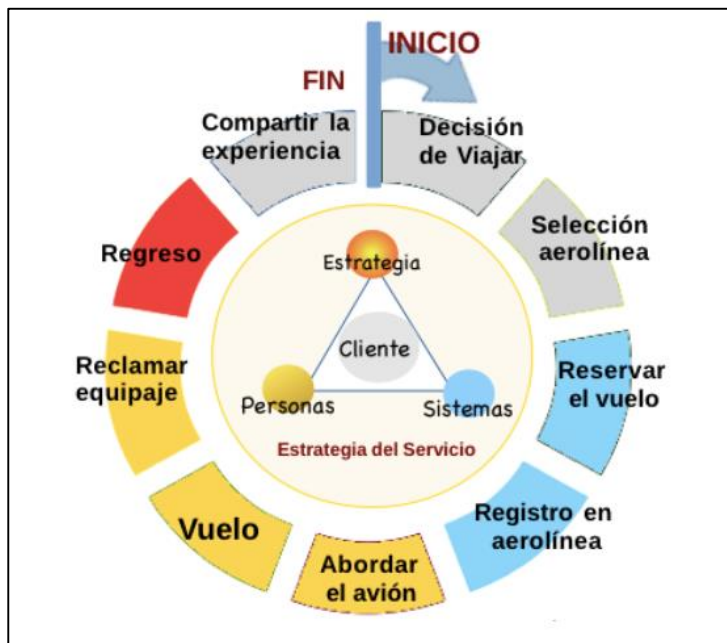 INICIO
FIN
Decisión
de Viajar
Selección
aerolínea
Reservar
el vuelo
Registro en
aerolínea
Abordar
el avión
Vuelo
Reclamar
equipaje
Regreso
Compartir la
experiencia
Estrategia
Cliente
Personas
Sistemas
Estrategia del Servicio